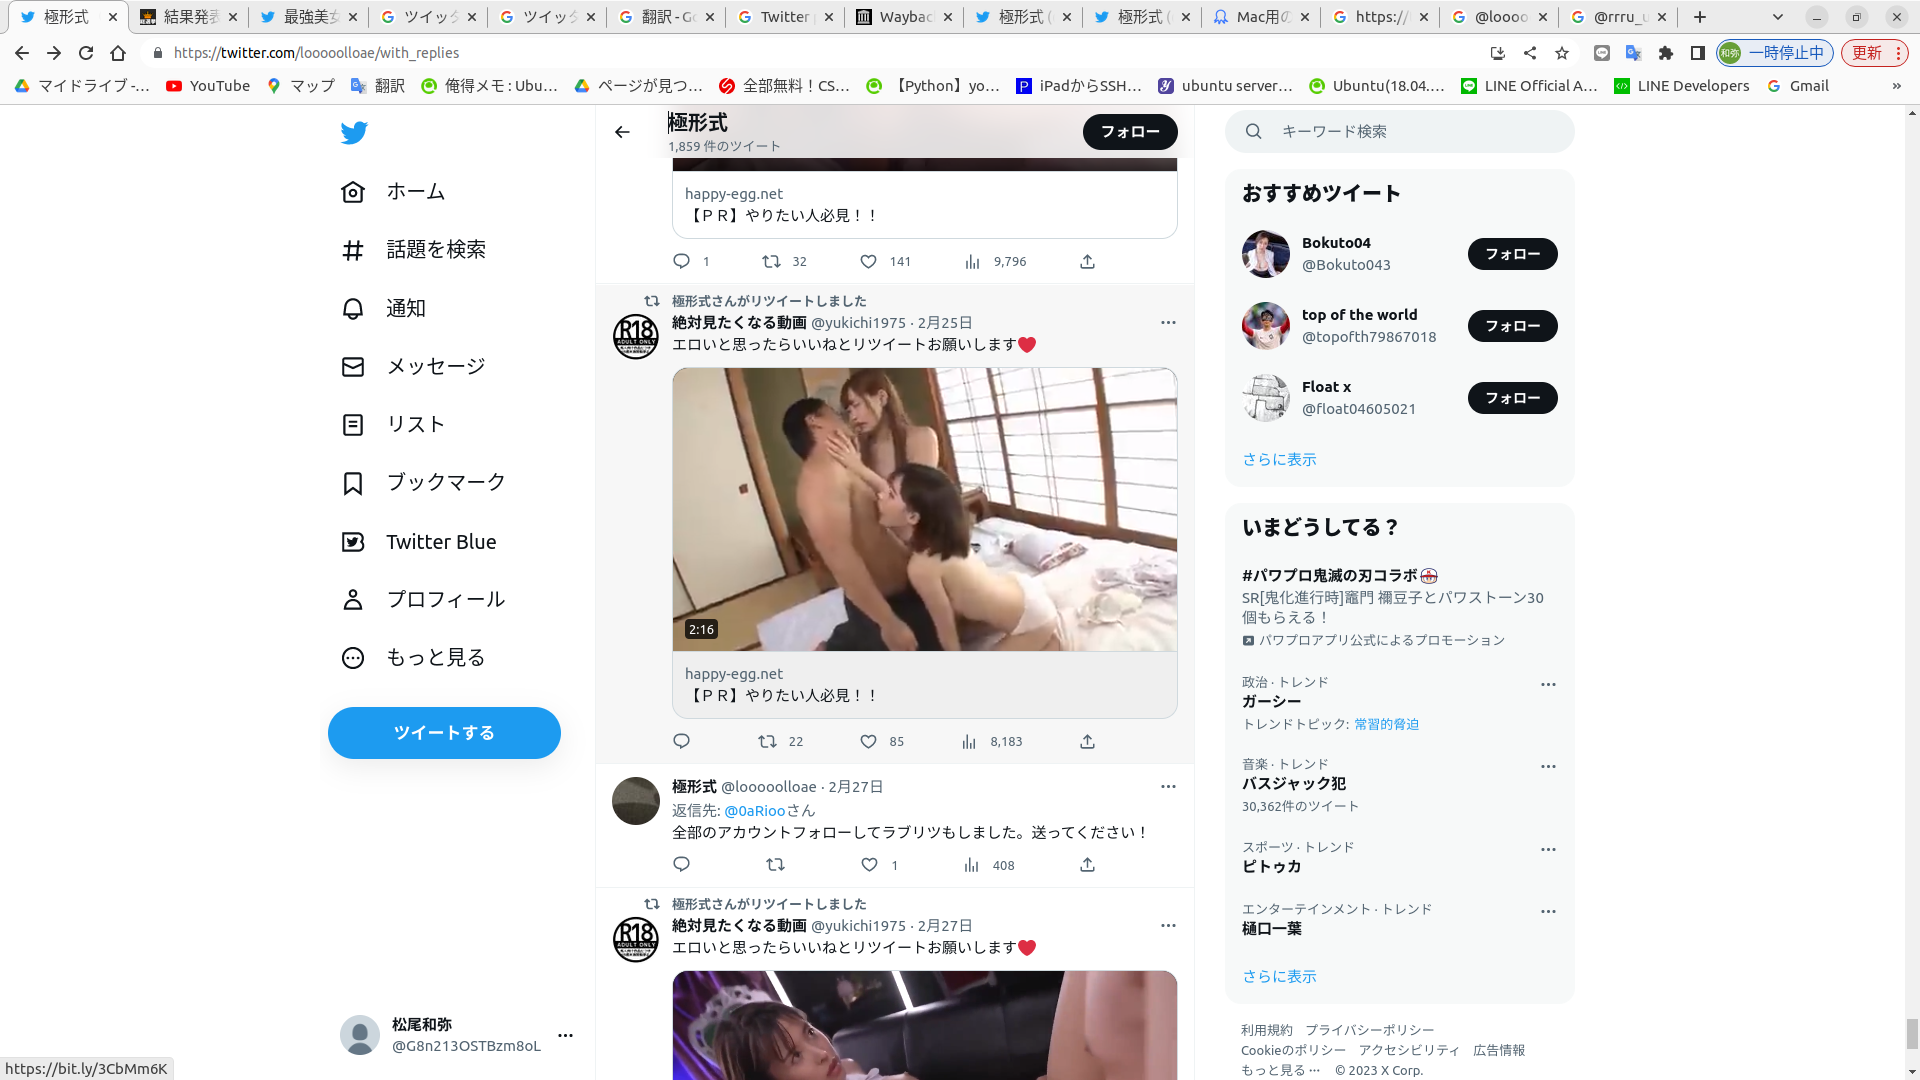 極形式
結果発表
最強美女
ツイッタ
ツイッタ
翻訳 - Go
Twitter p
Wayback
極形式 (
極形式 (
Mac用の
https://t
@loooo
@rrru_u
https://twitter.com/looooolloae/with_replies
和弥
一時停止中
更新
マイドライブ -…
YouTube
マップ
翻訳
俺得メモ : Ubu…
ページが見つ…
全部無料！CS…
【Python】yo…
iPadからSSH…
ubuntu server…
Ubuntu(18.04.…
LINE Official A…
LINE Developers
Gmail
»
ホーム
話題を検索
通知
メッセージ
リスト
ブックマーク
Twitter Blue
プロフィール
もっと見る
ツイートする
松尾和弥
@G8n213OSTBzm8oL
https://bit.ly/3CbMm6K
極形式
1,859 件のツイート
フォロー
happy-egg.net
【ＰＲ】やりたい人必見！！
1 32 141 9,796
極形式さんがリツイートしました
R18
ADULT ONLY
絶対見たくなる動画 @yukichi1975 · 2月25日
エロいと思ったらいいねとリツイートお願いします❤
2:16
happy-egg.net
【ＰＲ】やりたい人必見！！
22 85 8,183
極形式 @looooolloae · 2月27日
返信先: @0aRiooさん
全部のアカウントフォローしてラブリツもしました。送ってください！
1 408
極形式さんがリツイートしました
R18
ADULT ONLY
絶対見たくなる動画 @yukichi1975 · 2月27日
エロいと思ったらいいねとリツイートお願いします❤
キーワード検索
おすすめツイート
Bokuto04
@Bokuto043
フォロー
top of the world
@topofth79867018
フォロー
Float x
@float04605021
フォロー
さらに表示
いまどうしてる？
#パワプロ鬼滅の刃コラボ
SR[鬼化進行時]竈門 禰豆子とパワストーン30
個もらえる！
パワプロアプリ公式によるプロモーション
政治 · トレンド
ガーシー
トレンドトピック: 常習的脅迫
音楽 · トレンド
バスジャック犯
30,362件のツイート
スポーツ · トレンド
ピトゥカ
エンターテインメント · トレンド
樋口一葉
さらに表示
利用規約 プライバシーポリシー
Cookieのポリシー アクセシビリティ 広告情報
もっと見る … © 2023 X Corp.